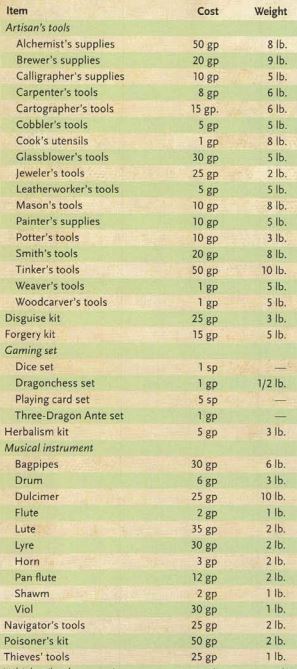 Item Cost Weight
Artisan's tools
Alchemist's supplies 50 gp 8 lb.
Brewer's supplies 20 gp 9 lb.
Calligrapher's supplies 10 gp 5 lb.
Carpenter's tools 8 gp 6 lb.
Cartographer's tools 15 gp. 6 lb.
Cobbler's tools 5 gp 5 lb.
Cook's utensils 1 gp 8 lb.
Glassblower's tools 30 gp 5 lb.
Jeweler's tools 25 gp 2 lb.
Leatherworker's tools 5 gp 5 lb.
Mason's tools 10 gp 8 lb.
Painter's supplies 10 gp 5 lb.
Potter's tools 10 gp 3 lb.
Smith's tools 20 gp 8 lb.
Tinker's tools 50 gp 10 lb.
Weaver's tools 1 gp 5 lb.
Woodcarver's tools 1 gp 5 lb.
Disguise kit 25 gp 3 lb.
Forgery kit 15 gp 5 lb.
Gaming set
Dice set 1 sp —
Dragonchess set 1 gp 1/2 lb.
Playing card set 5 sp —
Three-Dragon Ante set 1 gp —
Herbalism kit 5 gp 3 lb.
Musical instrument
Bagpipes 30 gp 6 lb.
Drum 6 gp 3 lb.
Dulcimer 25 gp 10 lb.
Flute 2 gp 1 lb.
Lute 35 gp 2 lb.
Lyre 30 gp 2 lb.
Horn 3 gp 2 lb.
Pan flute 12 gp 2 lb.
Shawm 2 gp 1 lb.
Viol 30 gp 1 lb.
Navigator's tools 25 gp 2 lb.
Poisoner's kit 50 gp 2 lb.
Thieves' tools 25 gp 1 lb.